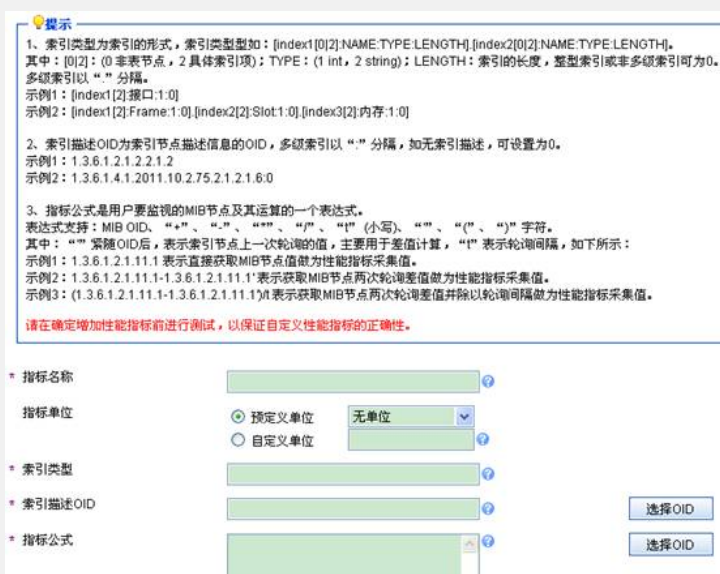 提示
1、索引类型为索引的形式，索引类型型如：[index1[0|2]:NAME:TYPE:LENGTH].[index2[0|2]:NAME:TYPE:LENGTH]。
其中：[0|2]：(0 非表节点，2 具体索引项)；TYPE：(1 int，2 string)；LENGTH：索引的长度，整型索引或非多级索引可为0。
多级索引以“.”分隔。
示例1：[index1[2]:接口:1:0]
示例2：[index1[2]:Frame:1:0].[index2[2]:Slot:1:0].[index3[2]:内存:1:0]
2、索引描述OID为索引节点描述信息的OID，多级索引以“:”分隔，如无索引描述，可设置为0。
示例1：1.3.6.1.2.1.2.2.1.2
示例2：1.3.6.1.4.1.2011.10.2.75.2.1.2.1.6:0
3、指标公式是用户要监视的MIB节点及其运算的一个表达式。
表达式支持：MIB OID、“+”、“-”、“*”、“/”、“t”(小写)、“'”、“(”、“)”字符。
其中：“'”紧随OID后，表示索引节点上一次轮询的值，主要用于差值计算，“t”表示轮询间隔，如下所示：
示例1：1.3.6.1.2.1.11.1 表示直接获取MIB节点值做为性能指标采集值。
示例2：1.3.6.1.2.1.11.1-1.3.6.1.2.1.11.1'表示获取MIB节点两次轮询差值做为性能指标采集值。
示例3：(1.3.6.1.2.1.11.1-1.3.6.1.2.1.11.1')/t表示获取MIB节点两次轮询差值并除以轮询间隔做为性能指标采集值。
请在确定增加性能指标前进行测试，以保证自定义性能指标的正确性。
* 指标名称
指标单位 预定义单位 无单位
自定义单位
* 索引类型
* 索引描述OID 选择OID
* 指标公式 选择OID